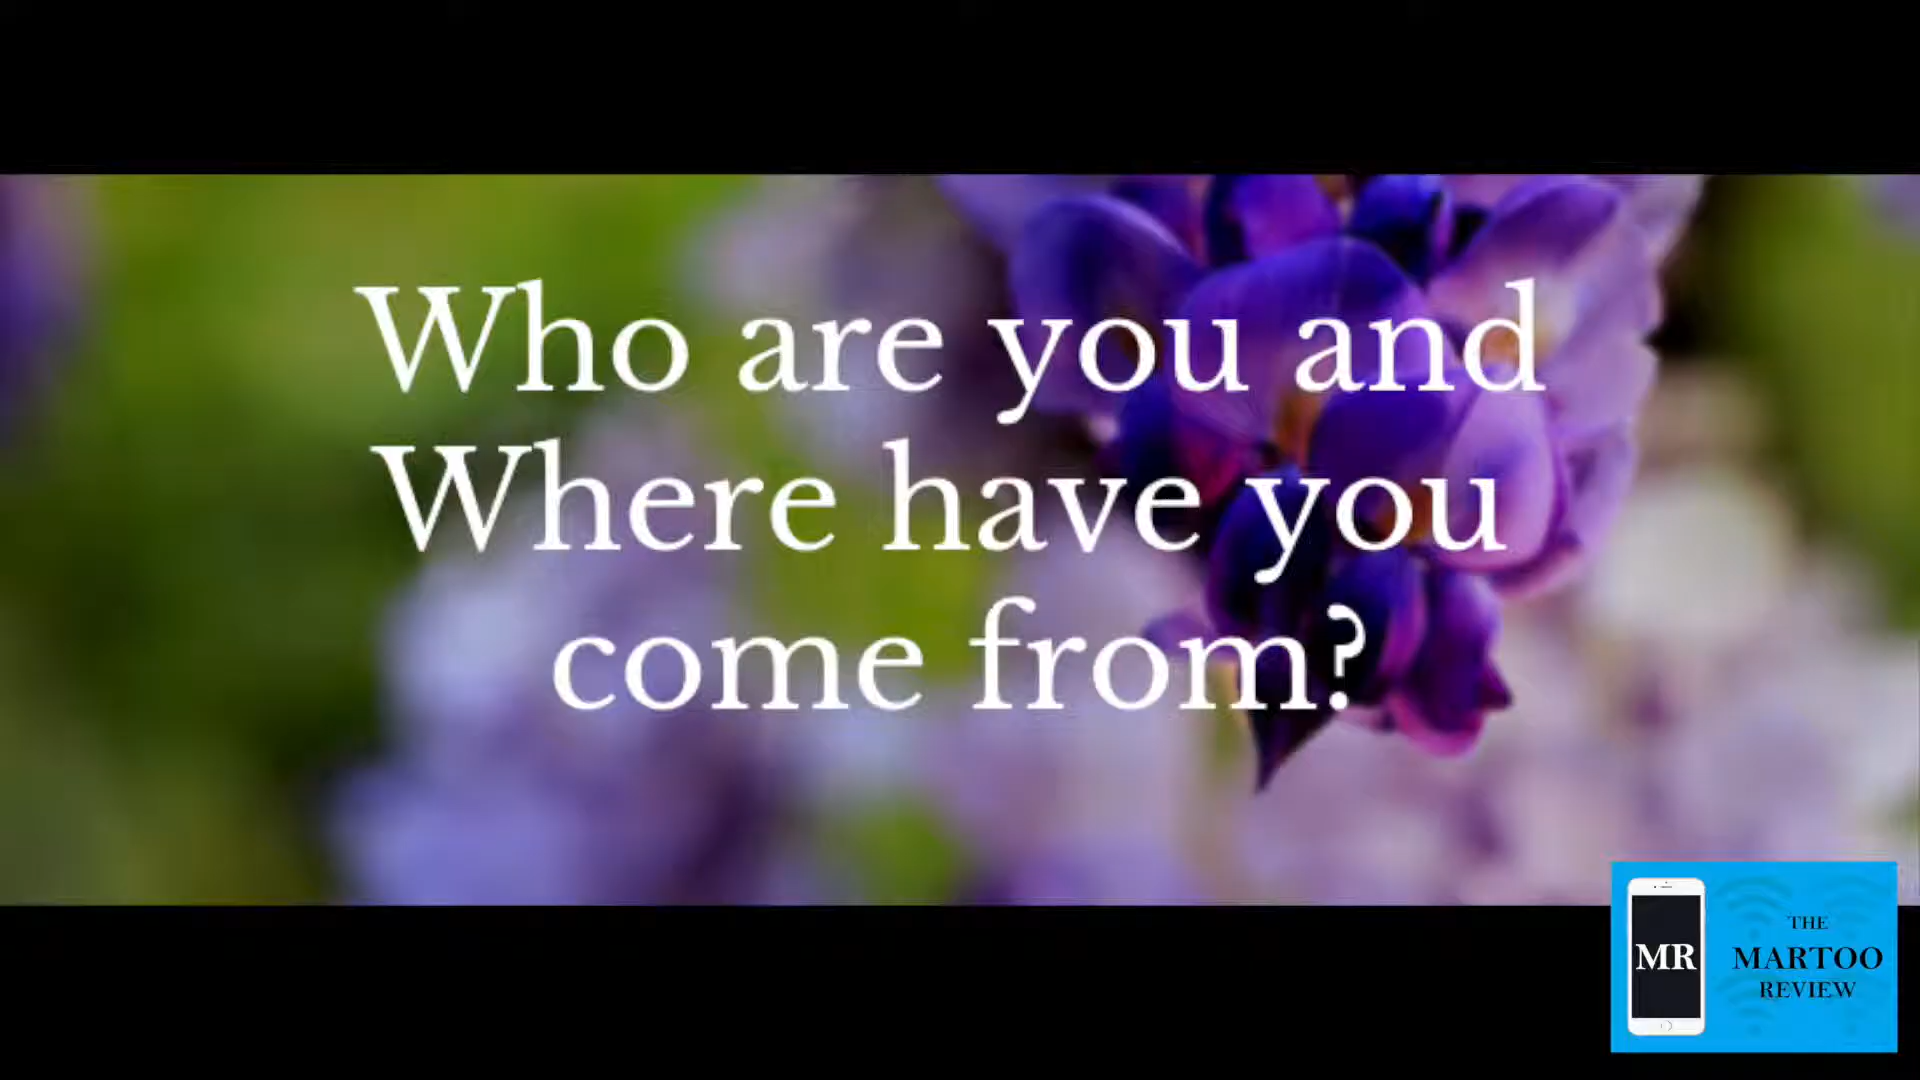 Who are you and
Where have you
come from?
MR
THE
MARTOO
REVIEW